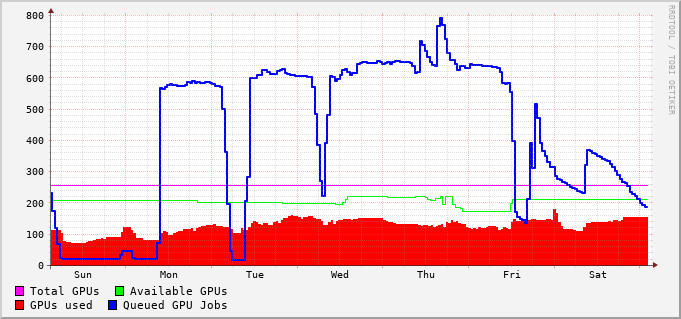 800
700
600
500
400
300
200
100
0
Sun Mon Tue Wed Thu Fri Sat
Total GPUs Available GPUs
GPUs used Queued GPU Jobs
RRDTOOL / TOBI OETIKER